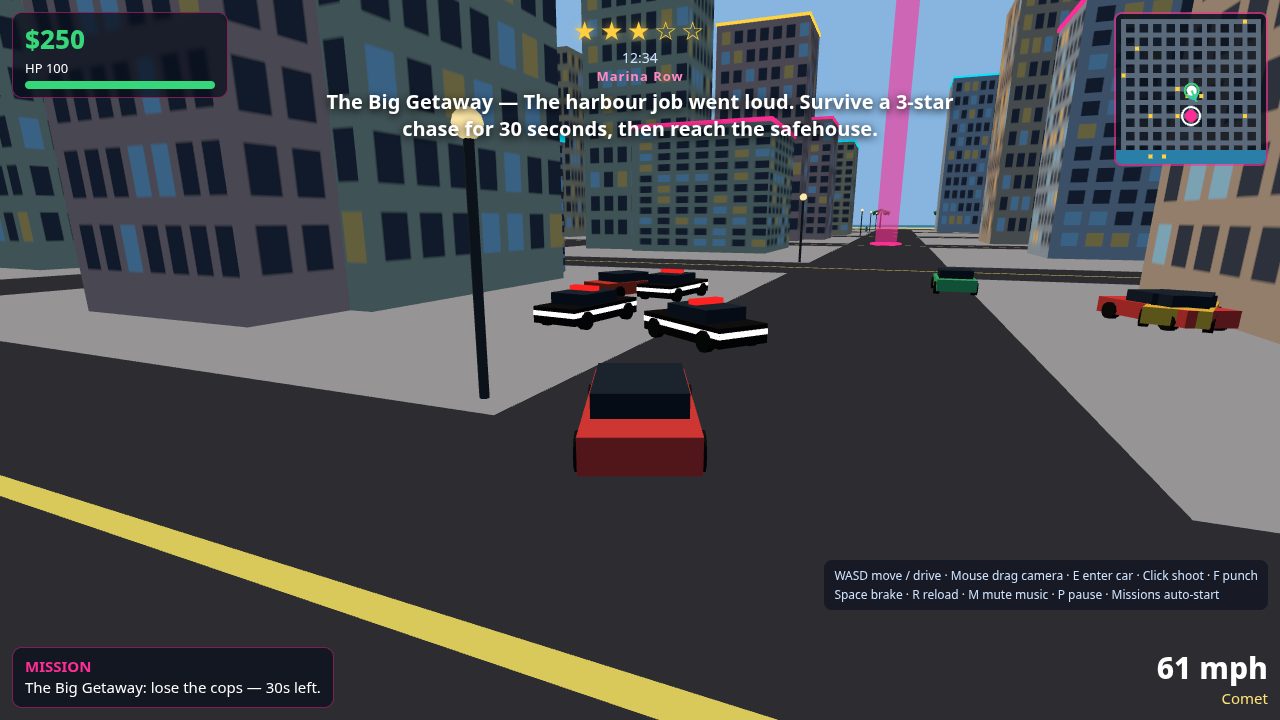 $250
HP 100
★★★☆☆
12:34
Marina Row
The Big Getaway — The harbour job went loud. Survive a 3-star
chase for 30 seconds, then reach the safehouse.
WASD move / drive · Mouse drag camera · E enter car · Click shoot · F punch
Space brake · R reload · M mute music · P pause · Missions auto-start
MISSION
The Big Getaway: lose the cops — 30s left.
61 mph
Comet